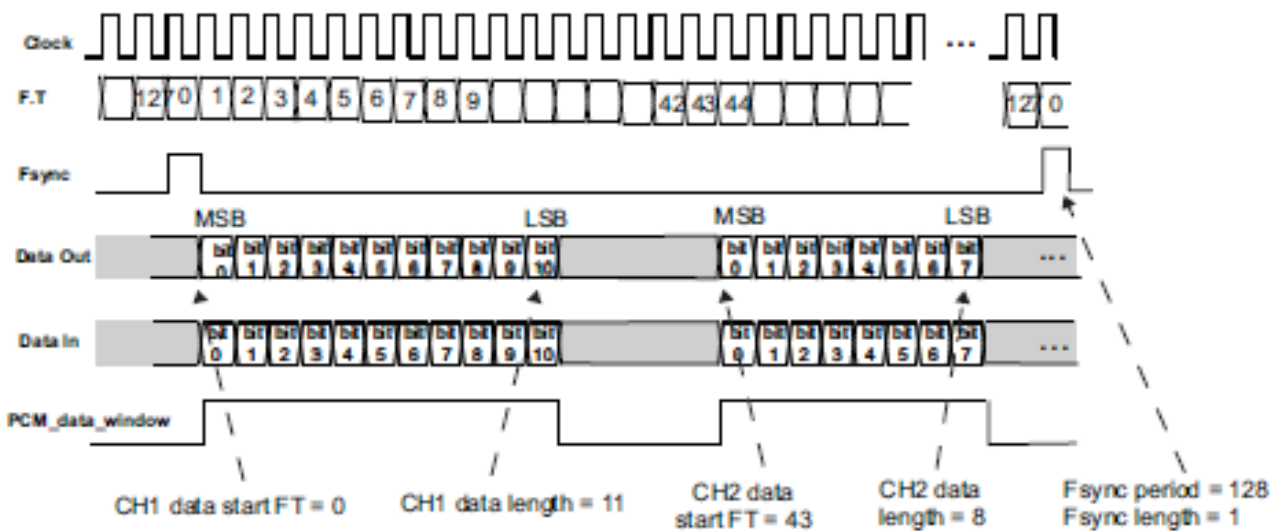 Clock ...
F.T 127 0 1 2 3 4 5 6 7 8 9 42 43 44 127 0
Fsync
MSB LSB MSB LSB
Data Out bit 0 bit 1 bit 2 bit 3 bit 4 bit 5 bit 6 bit 7 bit 8 bit 9 bit 10 bit 0 bit 1 bit 2 bit 3 bit 4 bit 5 bit 6 bit 7 ...
Data In bit 0 bit 1 bit 2 bit 3 bit 4 bit 5 bit 6 bit 7 bit 8 bit 9 bit 10 bit 0 bit 1 bit 2 bit 3 bit 4 bit 5 bit 6 bit 7 ...
PCM_data_window
CH1 data start FT = 0
CH1 data length = 11
CH2 data
start FT = 43
CH2 data
length = 8
Fsync period = 128
Fsync length = 1